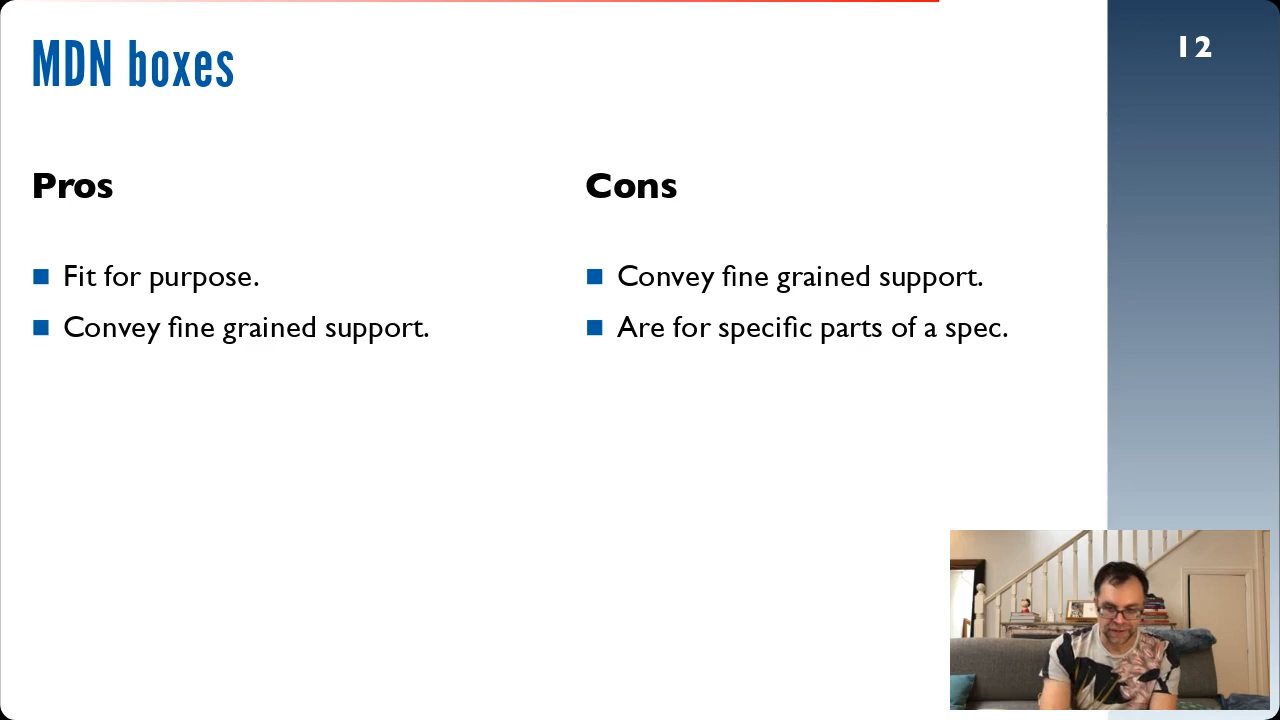 MDN boxes
12
Pros
Fit for purpose.
Convey fine grained support.
Cons
Convey fine grained support.
Are for specific parts of a spec.